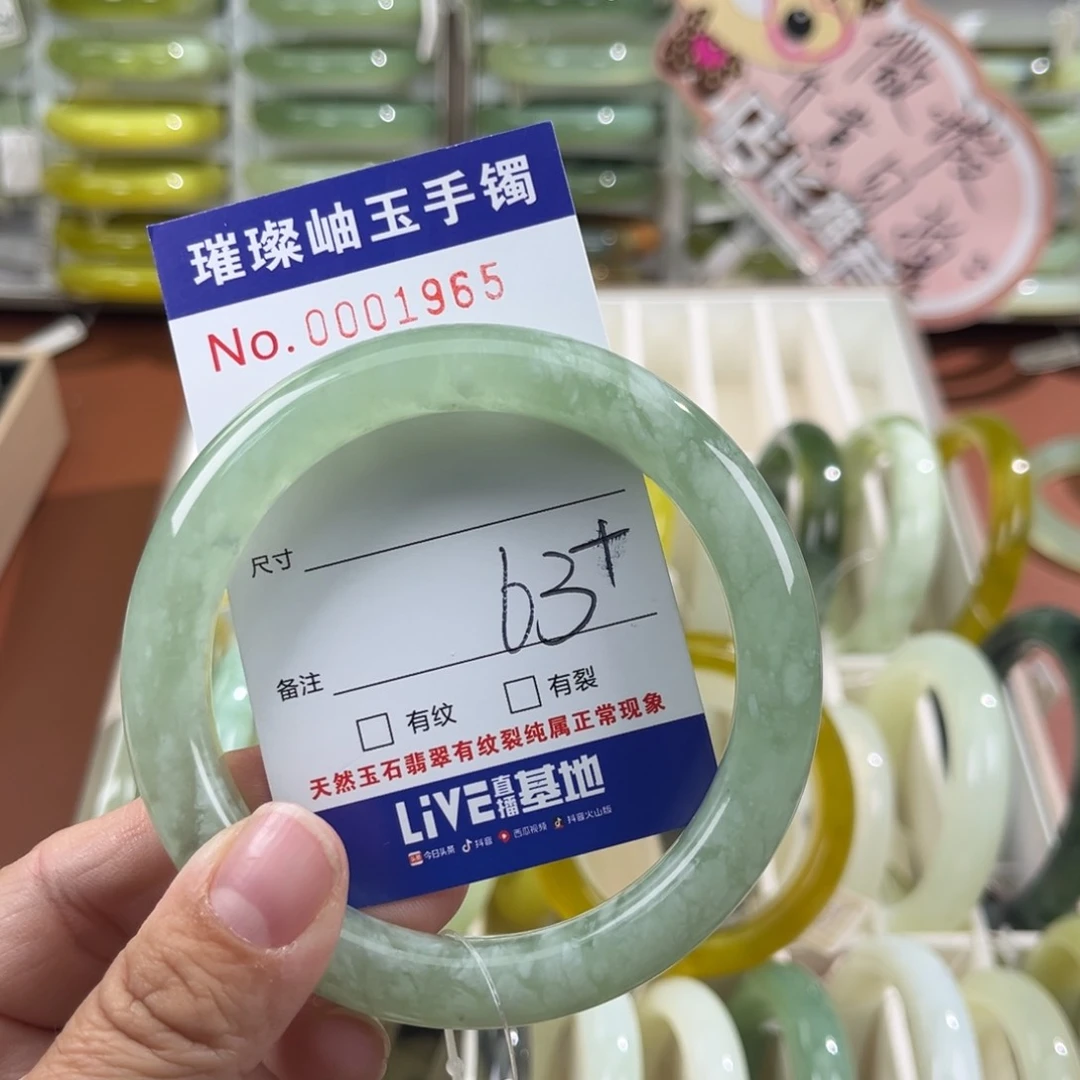 璀璨岫玉手镯
No. 0001965
尺寸
63+
备注
有纹
有裂
天然玉石翡翠有纹裂纯属正常现象
LiVE直播基地
今日头条 抖音 西瓜视频 抖音火山版